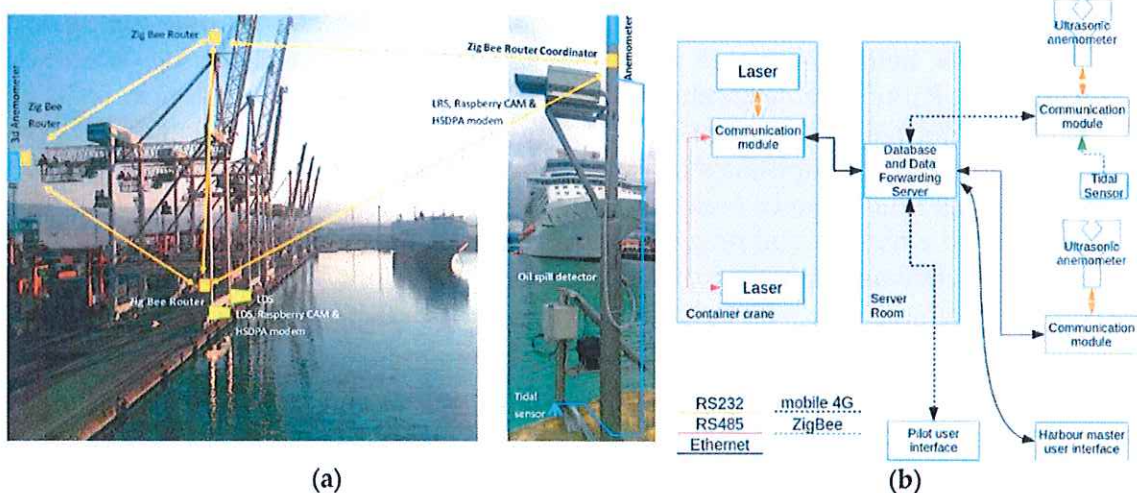 Zig Bee Router
Zig Bee Router Coordinator
Anemometer
3d Anemometer
Zig Bee
Router
LRS, Raspberry CAM &
HSDPA modem
Oil spill detector
Zig Bee Router
LDS
LDS, Raspberry CAM &
HSDPA modem
Tidal
sensor
(a)
Ultrasonic
anemometer
Laser
Communication
module
Communication
module
Database
and Data
Forwarding
Server
Tidal
Sensor
Ultrasonic
anemometer
Laser
Container crane
Server
Room
Communication
module
RS232
mobile 4G
RS485
ZigBee
Ethernet
Pilot user
interface
Harbour master
user interface
(b)